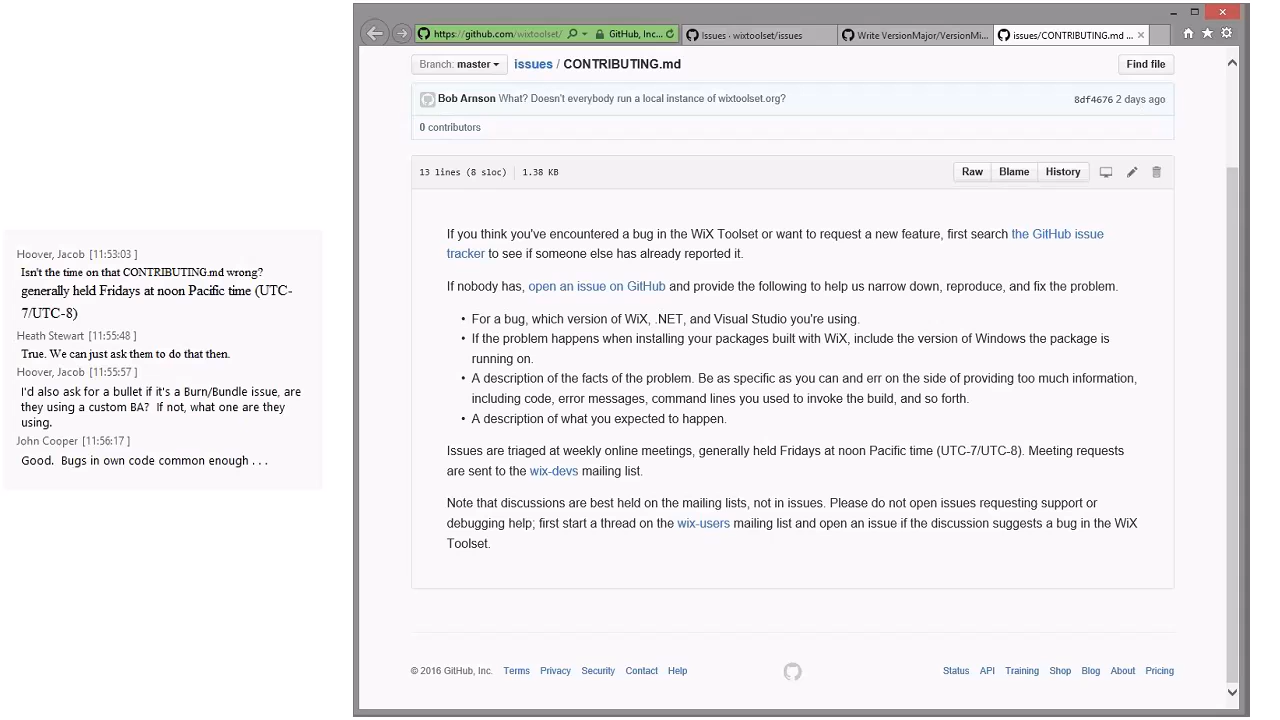 Hoover, Jacob [11:53:03 ]
Isn't the time on that CONTRIBUTING.md wrong?
generally held Fridays at noon Pacific time (UTC-
7/UTC-8)
Heath Stewart [11:55:48 ]
True. We can just ask them to do that then.
Hoover, Jacob [11:55:57 ]
I'd also ask for a bullet if it's a Burn/Bundle issue, are
they using a custom BA?  If not, what one are they
using.
John Cooper [11:56:17 ]
Good.  Bugs in own code common enough . . .
https://github.com/wixtoolset/
GitHub, Inc...
Issues · wixtoolset/issues
Write VersionMajor/VersionMi...
issues/CONTRIBUTING.md ...
Branch: master
issues / CONTRIBUTING.md
Find file
Bob Arnson What? Doesn't everybody run a local instance of wixtoolset.org?
8df4676 2 days ago
0 contributors
13 lines (8 sloc) 1.38 KB
Raw Blame History
If you think you've encountered a bug in the WiX Toolset or want to request a new feature, first search the GitHub issue
tracker to see if someone else has already reported it.
If nobody has, open an issue on GitHub and provide the following to help us narrow down, reproduce, and fix the problem.
• For a bug, which version of WiX, .NET, and Visual Studio you're using.
• If the problem happens when installing your packages built with WiX, include the version of Windows the package is
running on.
• A description of the facts of the problem. Be as specific as you can and err on the side of providing too much information,
including code, error messages, command lines you used to invoke the build, and so forth.
• A description of what you expected to happen.
Issues are triaged at weekly online meetings, generally held Fridays at noon Pacific time (UTC-7/UTC-8). Meeting requests
are sent to the wix-devs mailing list.
Note that discussions are best held on the mailing lists, not in issues. Please do not open issues requesting support or
debugging help; first start a thread on the wix-users mailing list and open an issue if the discussion suggests a bug in the WiX
Toolset.
© 2016 GitHub, Inc. Terms Privacy Security Contact Help
Status API Training Shop Blog About Pricing